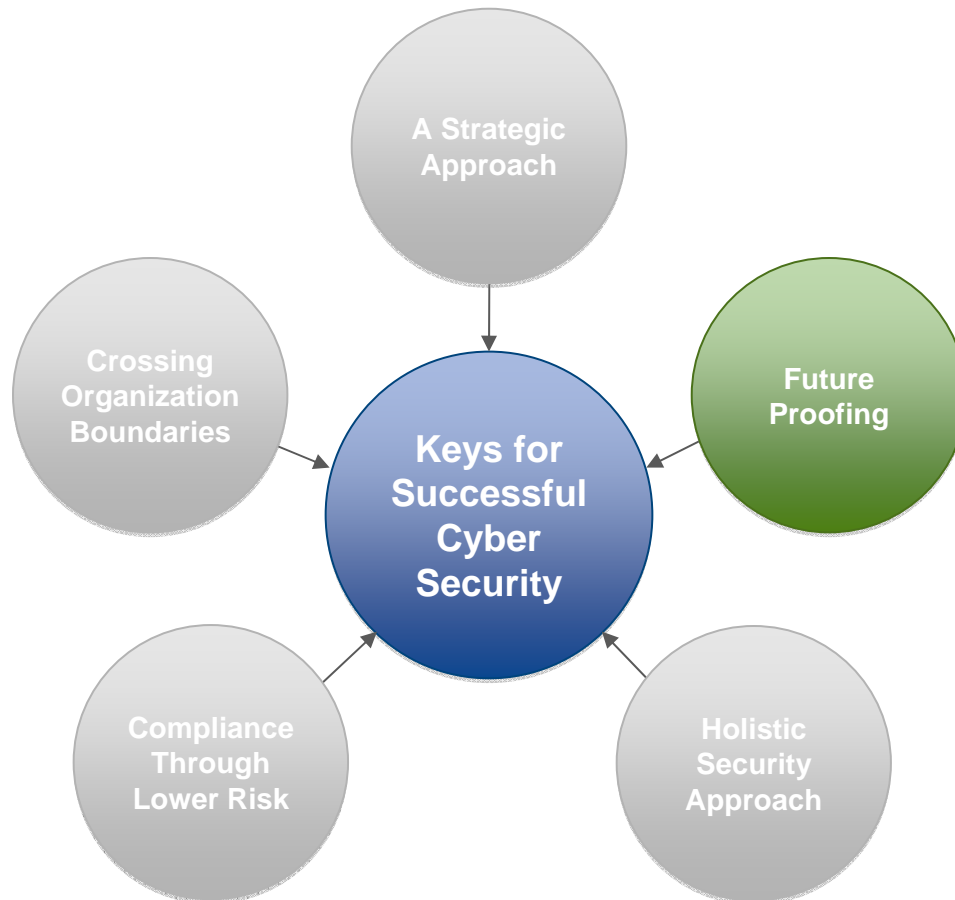 A Strategic
Approach
Crossing
Organization
Boundaries
Future
Proofing
Keys for
Successful
Cyber
Security
Compliance
Through
Lower Risk
Holistic
Security
Approach